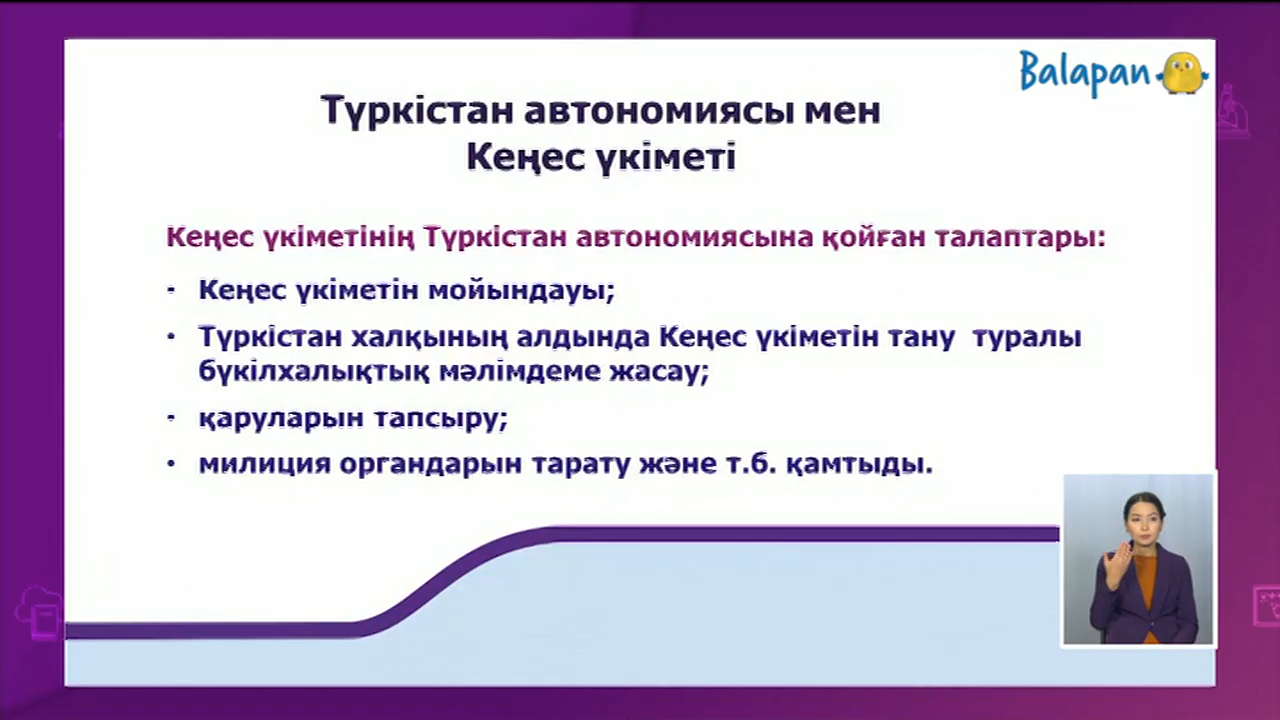 Balapan
Түркістан автономиясы мен
Кеңес үкіметі
Кеңес үкіметінің Түркістан автономиясына қойған талаптары:
- Кеңес үкіметін мойындауы;
• Түркістан халқының алдында Кеңес үкіметін тану туралы
бүкілхалықтық мәлімдеме жасау;
- қаруларын тапсыру;
• милиция органдарын тарату және т.б. қамтыды.